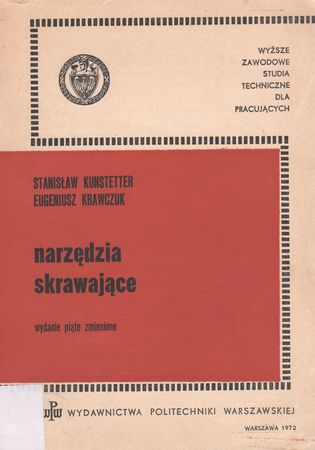 WYŻSZE
ZAWODOWE
STUDIA
TECHNICZNE
DLA
PRACUJĄCYCH
STANISŁAW KUNSTETTER
EUGENIUSZ KRAWCZUK
narzędzia
skrawające
wydanie piąte zmienione
WPW WYDAWNICTWA POLITECHNIKI WARSZAWSKIEJ
WARSZAWA 1972